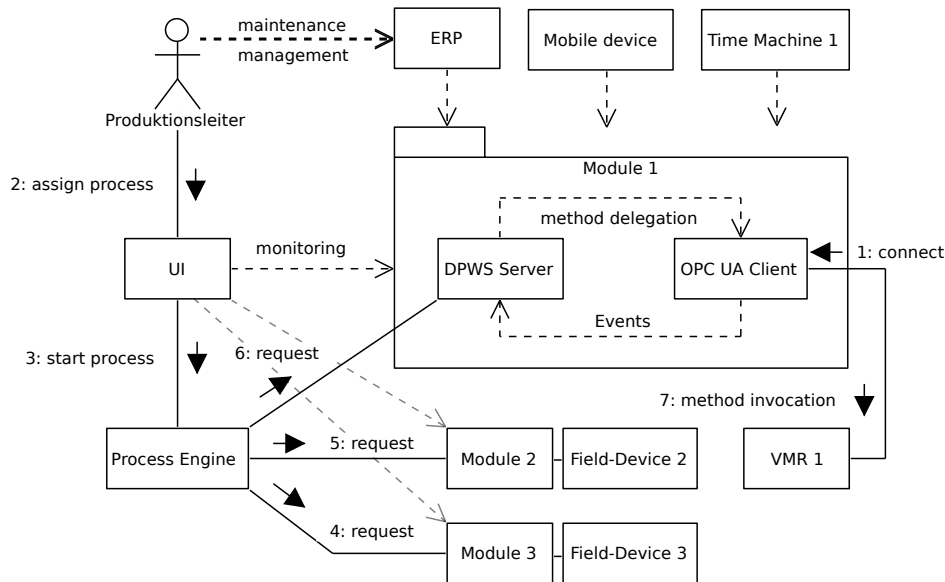 maintenance
management
ERP
Mobile device
Time Machine 1
Produktionsleiter
Module 1
2: assign process
method delegation
UI
monitoring
DPWS Server
OPC UA Client
1: connect
Events
3: start process
6: request
7: method invocation
Process Engine
5: request
Module 2
Field-Device 2
VMR 1
4: request
Module 3
Field-Device 3